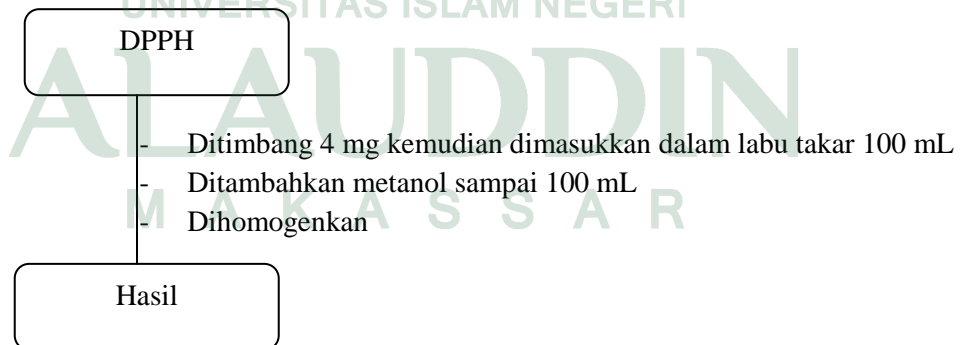 UNIVERSITAS ISLAM NEGERI
DPPH
ALAUDDIN
- Ditimbang 4 mg kemudian dimasukkan dalam labu takar 100 mL
- Ditambahkan metanol sampai 100 mL
MAKASSAR
- Dihomogenkan
Hasil